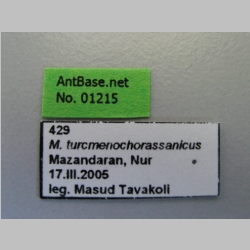 AntBase.net
No. 01215
429
M. turcmenochorassanicus
Mazandaran, Nur
17.III.2005
leg. Masud Tavakoli